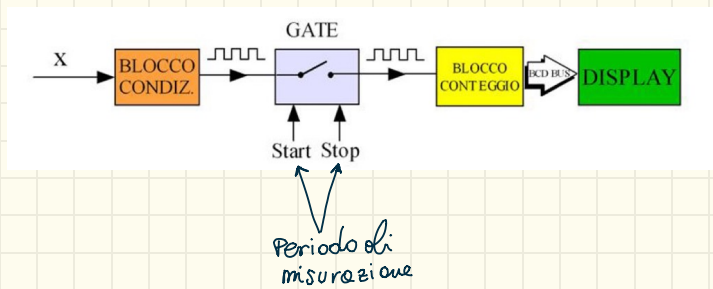 GATE
X
BLOCCO
CONDIZ.
BLOCCO
CONTEGGIO
BCD BUS
DISPLAY
Start Stop
Periodo di
misurazione